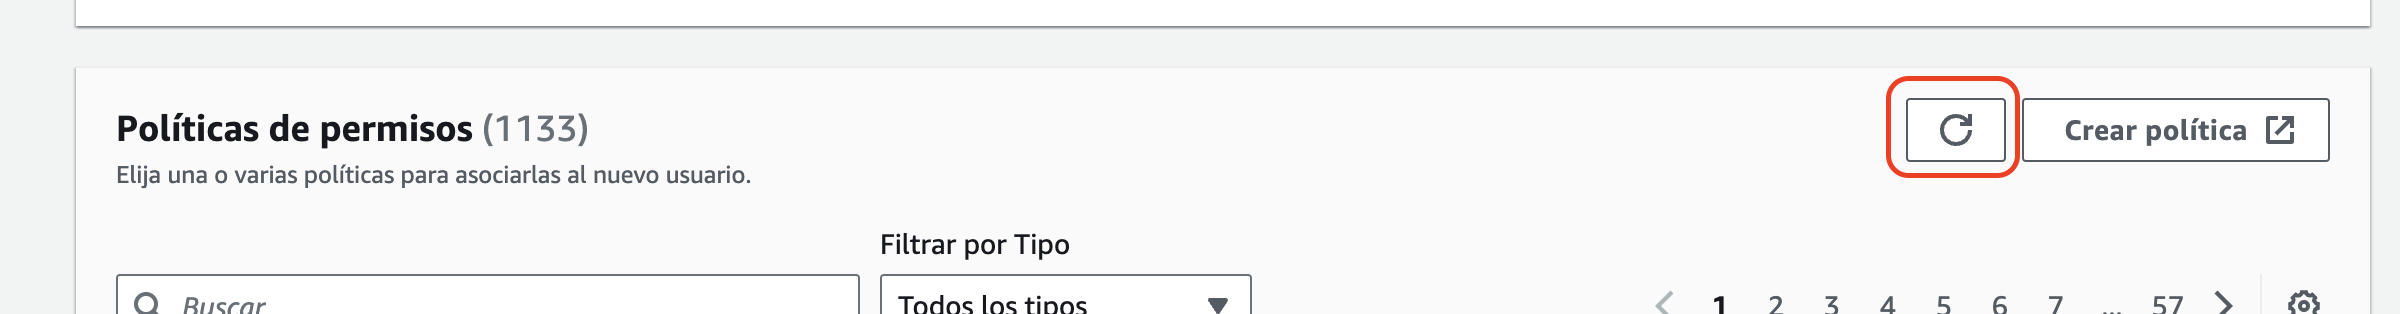 Políticas de permisos (1133)
Crear política
Elija una o varias políticas para asociarlas al nuevo usuario.
Filtrar por Tipo
Buscar
Todos los tipos
1 2 3 4 5 6 7 ... 57